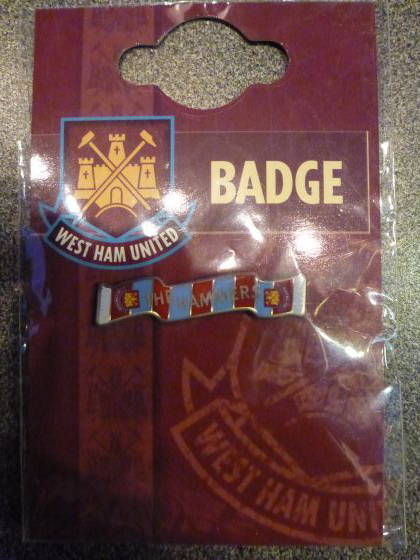 WEST HAM UNITED
BADGE
THE HAMMERS
WEST HAM UNI